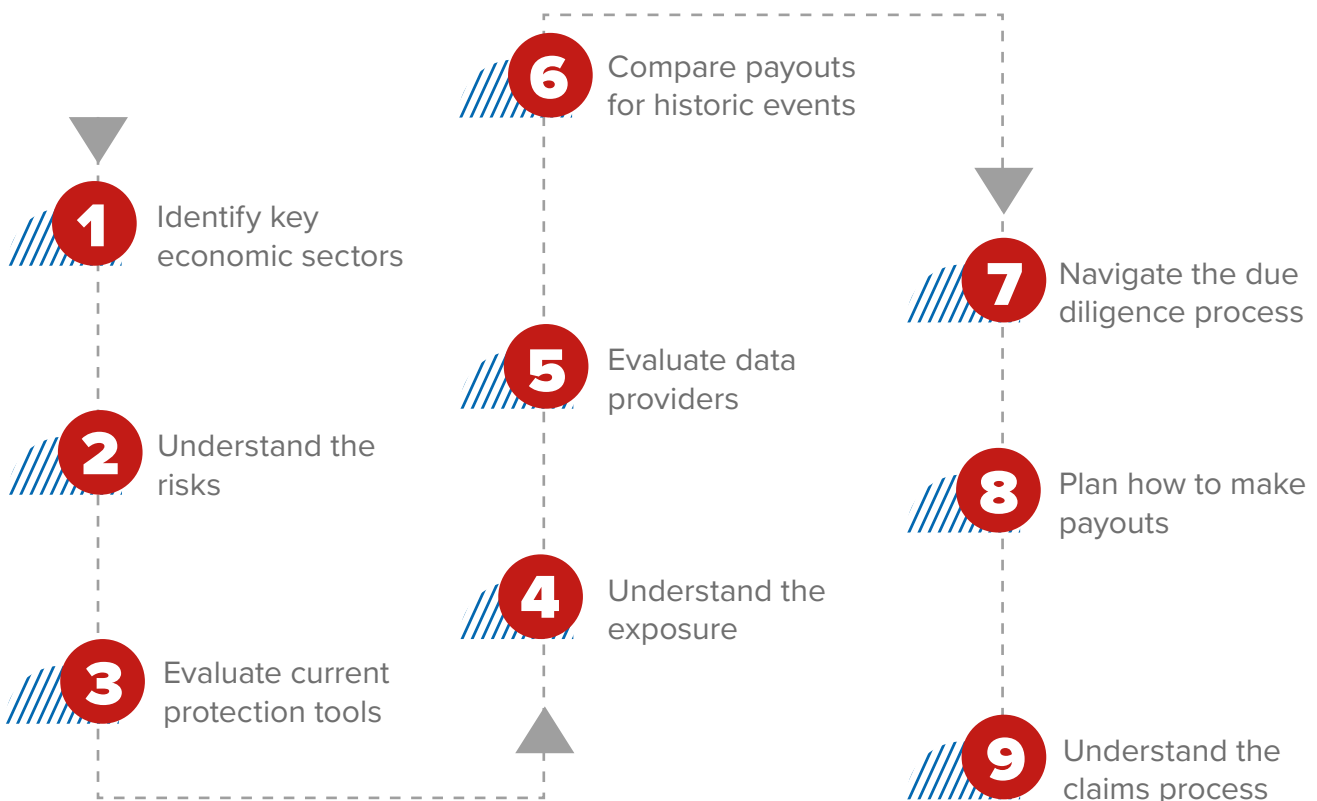 1
Identify key
economic sectors
2
Understand the
risks
3
Evaluate current
protection tools
4
Understand the
exposure
5
Evaluate data
providers
6
Compare payouts
for historic events
7
Navigate the due
diligence process
8
Plan how to make
payouts
9
Understand the
claims process